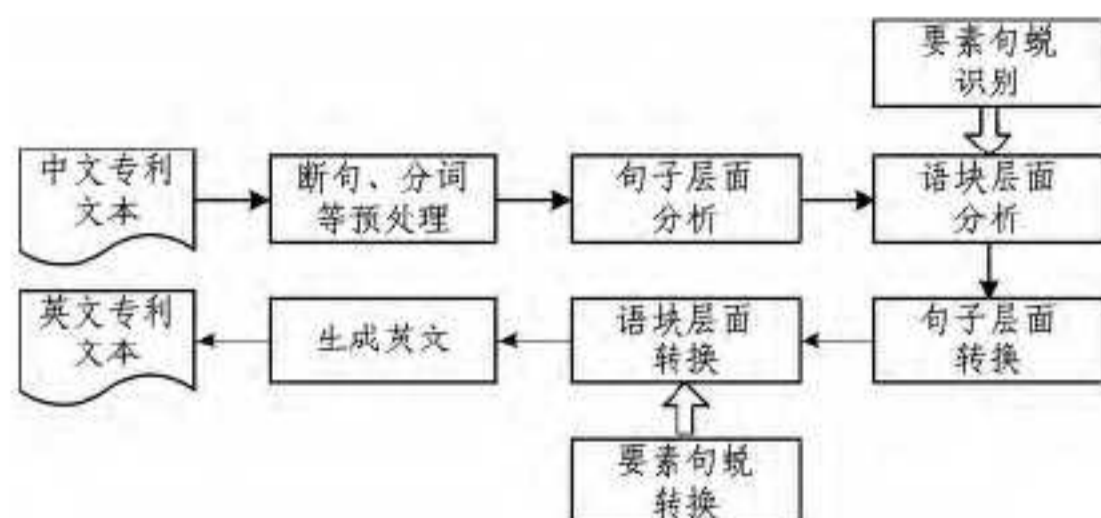 要素句蜕
识别
中文专利
文本
断句、分词
等预处理
句子层面
分析
语块层面
分析
英文专利
文本
生成英文
语块层面
转换
句子层面
转换
要素句蜕
转换